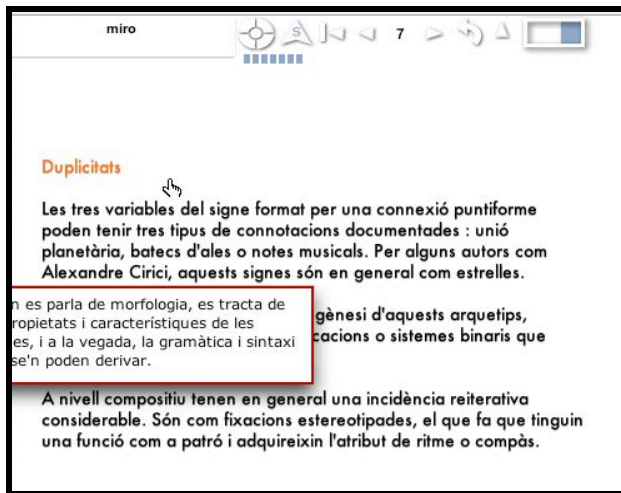 miro
S
7
Duplicitats
Les tres variables del signe format per una connexió puntiforme
poden tenir tres tipus de connotacions documentades : unió
planetària, batecs d'ales o notes musicals. Per alguns autors com
Alexandre Cirici, aquests signes són en general com estrelles.
n es parla de morfologia, es tracta de
ropietats i característiques de les
es, i a la vegada, la gramàtica i sintaxi
se'n poden derivar.
gènesi d'aquests arquetips,
cacions o sistemes binaris que
A nivell compositiu tenen en general una incidència reiterativa
considerable. Són com fixacions estereotipades, el que fa que tinguin
una funció com a patró i adquireixin l'atribut de ritme o compàs.